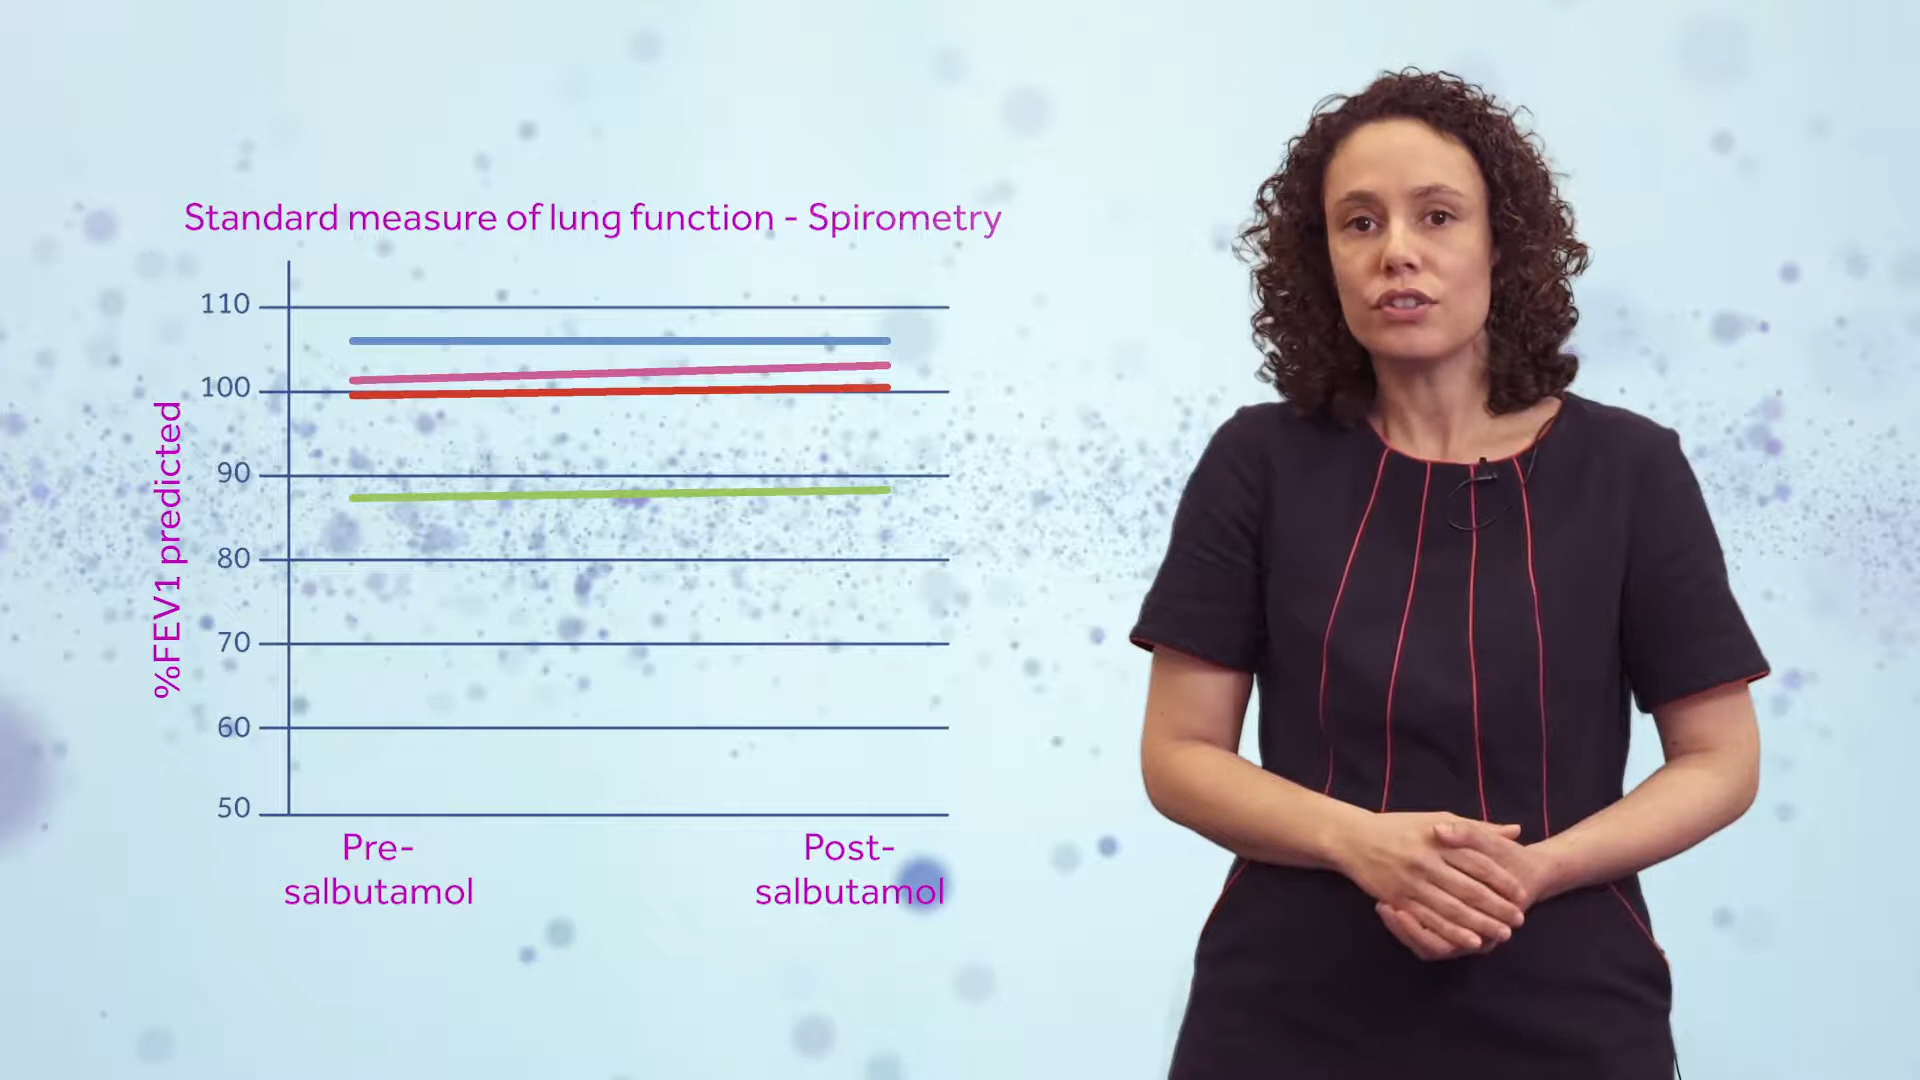 Standard measure of lung function - Spirometry
110
100
90
80
70
60
50
%FEV1 predicted
Pre-
salbutamol
Post-
salbutamol